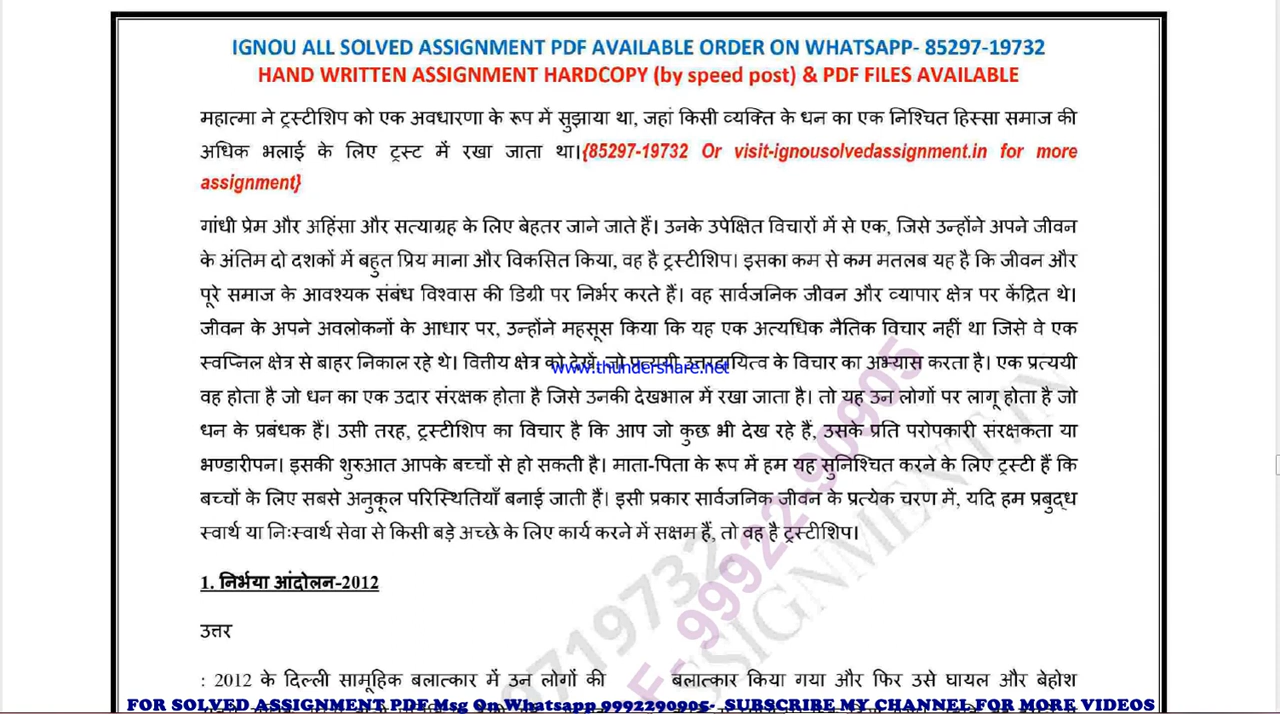 IGNOU ALL SOLVED ASSIGNMENT PDF AVAILABLE ORDER ON WHATSAPP- 85297-19732
HAND WRITTEN ASSIGNMENT HARDCOPY (by speed post) & PDF FILES AVAILABLE
महात्मा ने ट्रस्टीशिप को एक अवधारणा के रूप में सुझाया था, जहां किसी व्यक्ति के धन का एक निश्चित हिस्सा समाज की
अधिक भलाई के लिए ट्रस्ट में रखा जाता था।{85297-19732 Or visit-ignousolvedassignment.in for more
assignment}
गांधी प्रेम और अहिंसा और सत्याग्रह के लिए बेहतर जाने जाते हैं। उनके उपेक्षित विचारों में से एक, जिसे उन्होंने अपने जीवन
के अंतिम दो दशकों में बहुत प्रिय माना और विकसित किया, वह है ट्रस्टीशिप। इसका कम से कम मतलब यह है कि जीवन और
पूरे समाज के आवश्यक संबंध विश्वास की डिग्री पर निर्भर करते हैं। वह सार्वजनिक जीवन और व्यापार क्षेत्र पर केंद्रित थे।
जीवन के अपने अवलोकनों के आधार पर, उन्होंने महसूस किया कि यह एक अत्यधिक नैतिक विचार नहीं था जिसे वे एक
स्वप्निल क्षेत्र से बाहर निकाल रहे थे। वित्तीय क्षेत्र को देखें, जो प्रत्ययी उत्तरदायित्व के विचार का अभ्यास करता है। एक प्रत्ययी
www.thundershare.net
वह होता है जो धन का एक उदार संरक्षक होता है जिसे उनकी देखभाल में रखा जाता है। तो यह उन लोगों पर लागू होता है जो
धन के प्रबंधक हैं। उसी तरह, ट्रस्टीशिप का विचार है कि आप जो कुछ भी देख रहे हैं, उसके प्रति परोपकारी संरक्षकता या
भण्डारीपन। इसकी शुरुआत आपके बच्चों से हो सकती है। माता-पिता के रूप में हम यह सुनिश्चित करने के लिए ट्रस्टी हैं कि
बच्चों के लिए सबसे अनुकूल परिस्थितियाँ बनाई जाती हैं। इसी प्रकार सार्वजनिक जीवन के प्रत्येक चरण में, यदि हम प्रबुद्ध
स्वार्थ या निःस्वार्थ सेवा से किसी बड़े अच्छे के लिए कार्य करने में सक्षम हैं, तो वह है ट्रस्टीशिप।
1. निर्भया आंदोलन-2012
उत्तर
: 2012 के दिल्ली सामूहिक बलात्कार में उन लोगों की
बलात्कार किया गया और फिर उसे घायल और बेहोश
9719732
F-99922-90905
SSIGNMENT IN
FOR SOLVED ASSIGNMENT PDF Msg On Whatsapp 9992290905- SUBSCRIBE MY CHANNEL FOR MORE VIDEOS